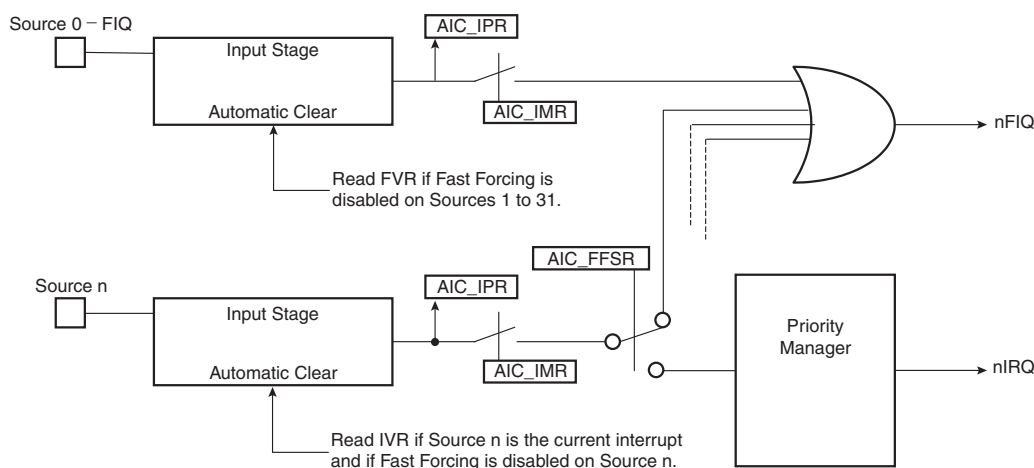 Source 0 – FIQ
AIC_IPR
Input Stage
Automatic Clear
AIC_IMR
nFIQ
Read FVR if Fast Forcing is
disabled on Sources 1 to 31.
AIC_FFSR
Source n
AIC_IPR
Input Stage
Priority
Manager
Automatic Clear
AIC_IMR
nIRQ
Read IVR if Source n is the current interrupt
and if Fast Forcing is disabled on Source n.